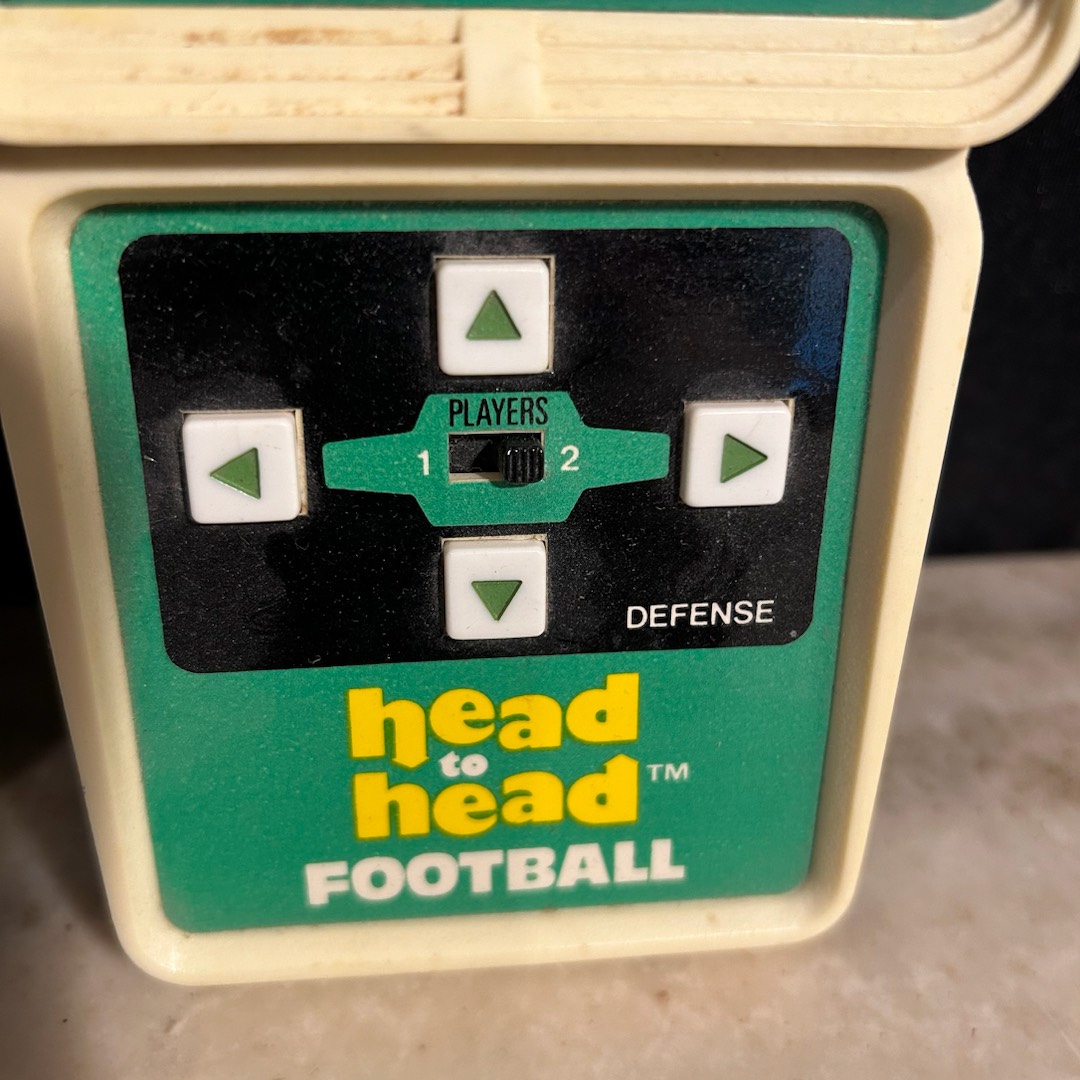 PLAYERS
1 2
DEFENSE
head
to
head™
FOOTBALL